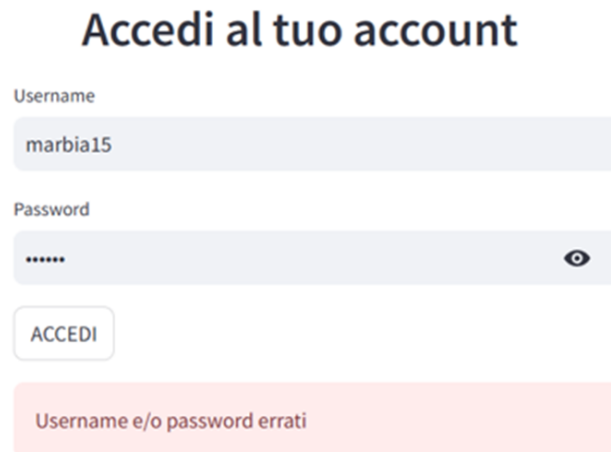 Accedi al tuo account
Username
marbia15
Password
••••••
ACCEDI
Username e/o password errati